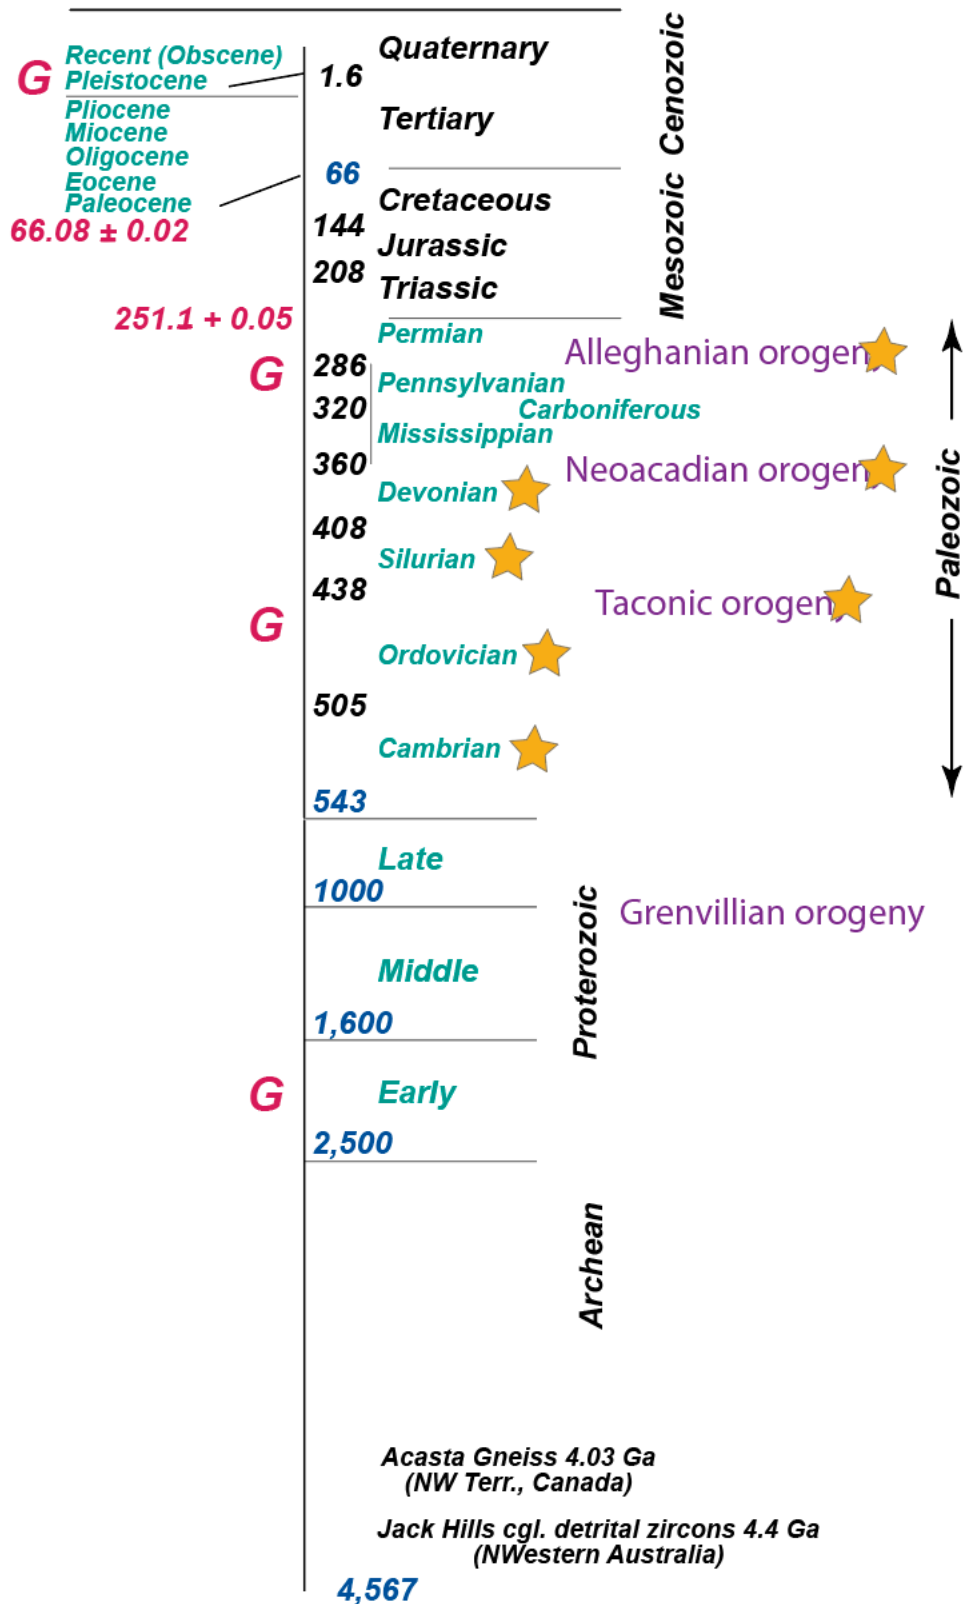 Recent (Obscene)
G Pleistocene
1.6
Quaternary
Pliocene
Miocene
Oligocene
Eocene
Paleocene
Tertiary
Cenozoic
66
66.08 ± 0.02
Cretaceous
144
Jurassic
208
Triassic
Mesozoic
251.1 + 0.05
Permian
Alleghanian orogen
G
286
Pennsylvanian
320
Carboniferous
Mississippian
360
Neoacadian orogen
Devonian
408
Silurian
438
Taconic orogen
G
Ordovician
505
Cambrian
Paleozoic
543
Late
1000
Grenvillian orogeny
Middle
Proterozoic
1,600
G
Early
2,500
Archean
Acasta Gneiss 4.03 Ga
(NW Terr., Canada)
Jack Hills cgl. detrital zircons 4.4 Ga
(NWestern Australia)
4,567